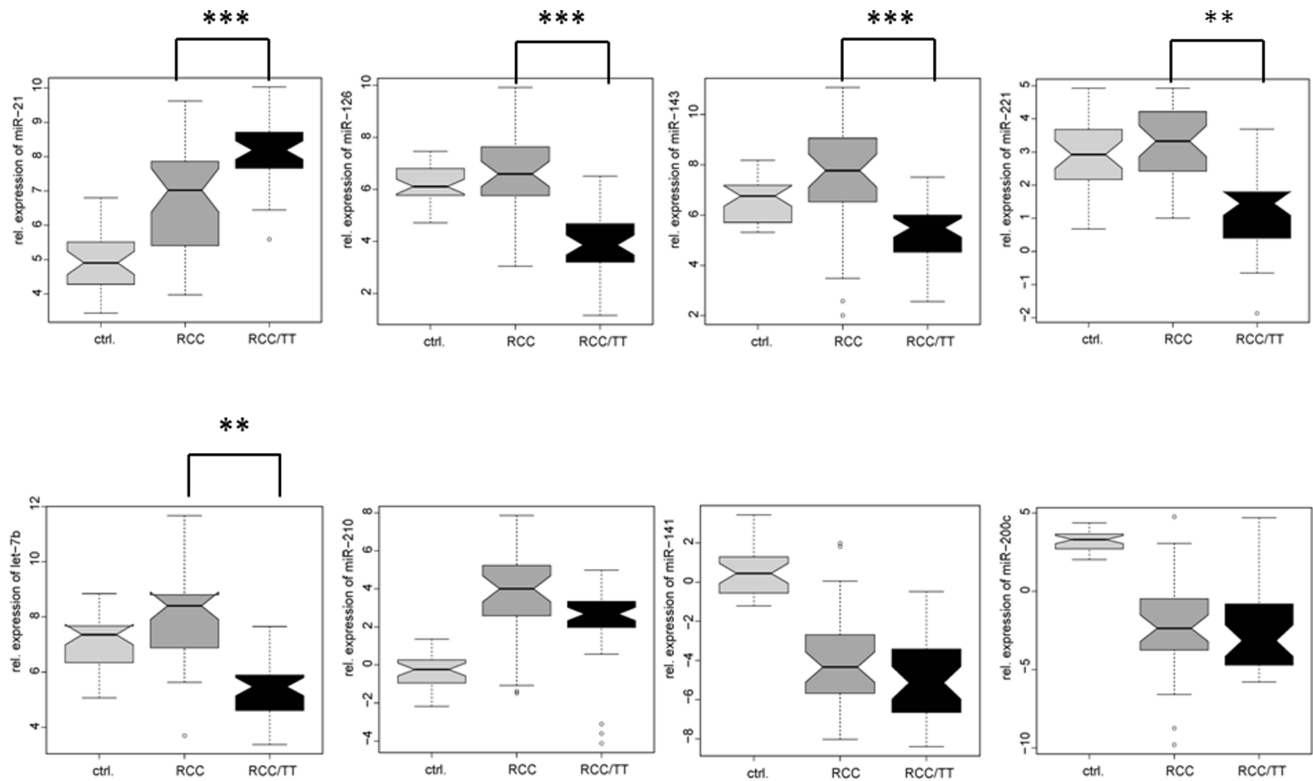 *** *** *** **
rel. expression of miR−21
10
9
8
7
6
5
4
ctrl. RCC RCC/TT
rel. expression of miR−126
10
8
6
4
2
ctrl. RCC RCC/TT
rel. expression of miR−143
10
8
6
4
2
ctrl. RCC RCC/TT
rel. expression of miR−221
5
4
3
2
1
0
−1
−2
ctrl. RCC RCC/TT
**
rel. expression of let−7b
12
10
8
6
4
ctrl. RCC RCC/TT
rel. expression of miR−210
8
6
4
2
0
−2
−4
ctrl. RCC RCC/TT
rel. expression of miR−141
2
0
−2
−4
−6
−8
ctrl. RCC RCC/TT
rel. expression of miR−200c
5
0
−5
−10
ctrl. RCC RCC/TT